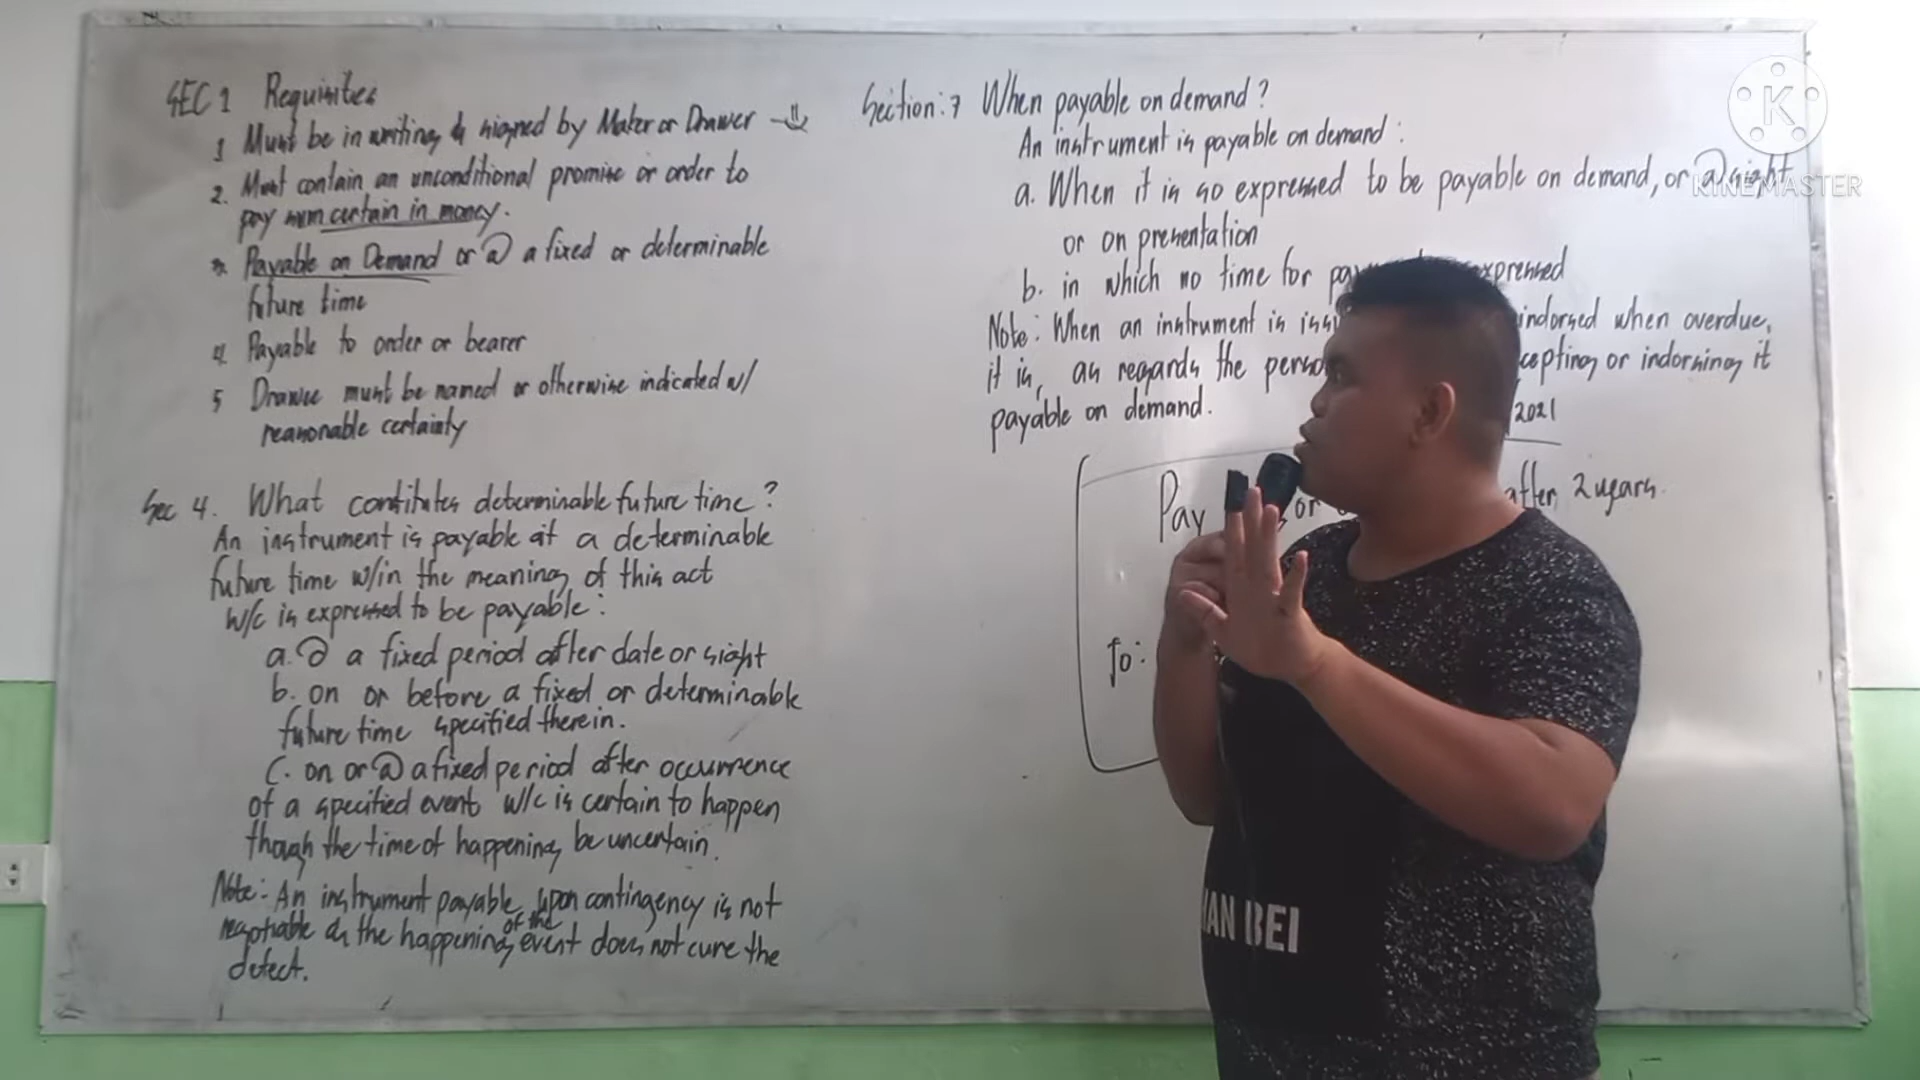 SEC 1 Requisites
1 Must be in writing & signed by Maker or Drawer
2. Must contain an unconditional promise or order to
pay sum certain in money.
3. Payable on Demand or @ a fixed or determinable
future time
4 Payable to order or bearer
5 Drawee must be named or otherwise indicated w/
reasonable certainty
Sec 4. What contitutes determinable future time?
An instrument is payable at a determinable
future time w/in the meaning of this act
w/c is expressed to be payable:
a. @ a fixed period after date or sight
b. on or before a fixed or determinable
future time specified therein.
c. on or @ a fixed period after occurrence
of a specified event w/c is certain to happen
though the time of happening be uncertain.
Note: An instrument payable upon contingency is not
negotiable & the happening of the event does not cure the
defect.
Section: 7 When payable on demand?
An instrument is payable on demand:
a. When it is so expressed to be payable on demand, or @ sight
or on presentation
b. in which no time for expressed
Note: When an instrument is indorsed when overdue,
it is, as regards the or indorsing it
payable on demand.
2021
Pay or after 2 years.
To:
IAN BEI
K
KINEMASTER